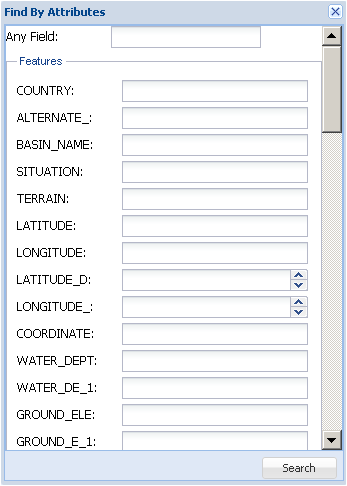 Find By Attributes
Any Field:
Features
COUNTRY:
ALTERNATE_:
BASIN_NAME:
SITUATION:
TERRAIN:
LATITUDE:
LONGITUDE:
LATITUDE_D:
LONGITUDE_:
COORDINATE:
WATER_DEPT:
WATER_DE_1:
GROUND_ELE:
GROUND_E_1:
Search